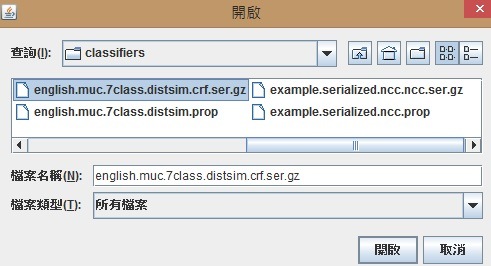 開啟
查詢(I): classifiers
english.muc.7class.distsim.crf.ser.gz example.serialized.ncc.ncc.ser.gz
english.muc.7class.distsim.prop example.serialized.ncc.prop
檔案名稱(N): english.muc.7class.distsim.crf.ser.gz
檔案類型(T): 所有檔案
開啟 取消